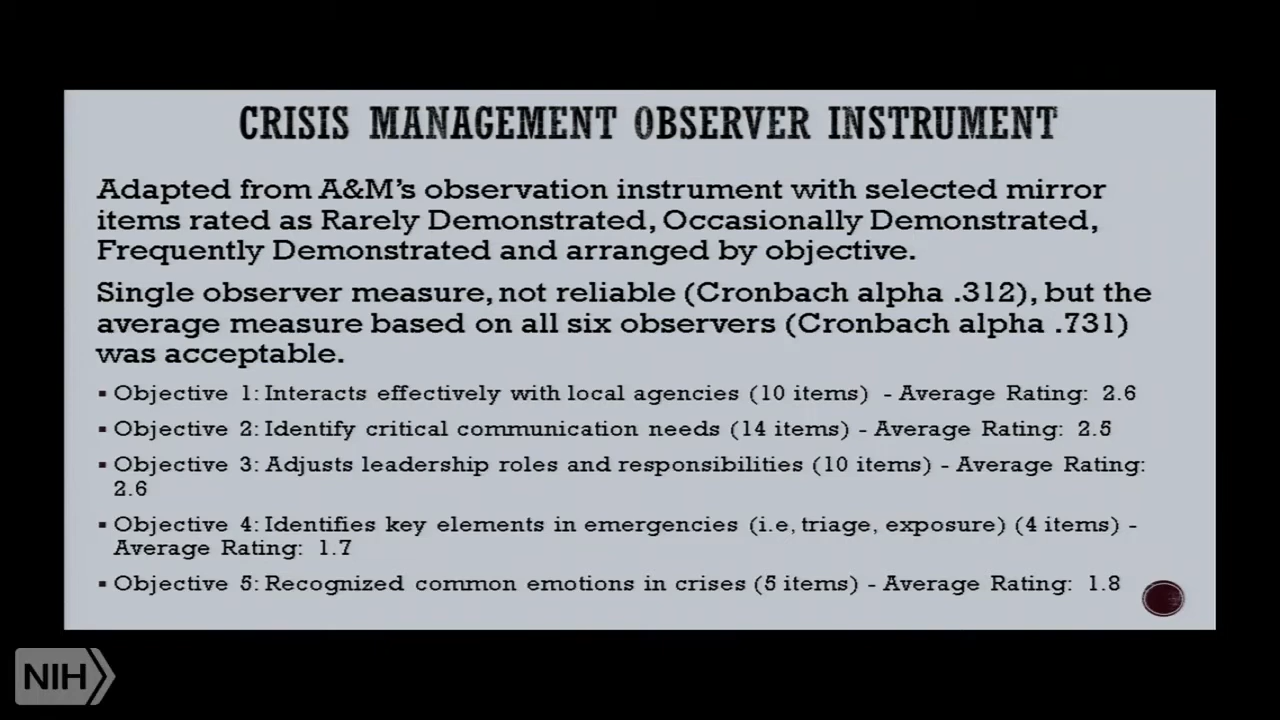 CRISIS MANAGEMENT OBSERVER INSTRUMENT
Adapted from A&M's observation instrument with selected mirror
items rated as Rarely Demonstrated, Occasionally Demonstrated,
Frequently Demonstrated and arranged by objective.
Single observer measure, not reliable (Cronbach alpha .312), but the
average measure based on all six observers (Cronbach alpha .731)
was acceptable.
▪ Objective 1: Interacts effectively with local agencies (10 items) - Average Rating: 2.6
▪ Objective 2: Identify critical communication needs (14 items) - Average Rating: 2.5
▪ Objective 3: Adjusts leadership roles and responsibilities (10 items) - Average Rating:
2.6
▪ Objective 4: Identifies key elements in emergencies (i.e, triage, exposure) (4 items) -
Average Rating: 1.7
▪ Objective 5: Recognized common emotions in crises (5 items) - Average Rating: 1.8
NIH